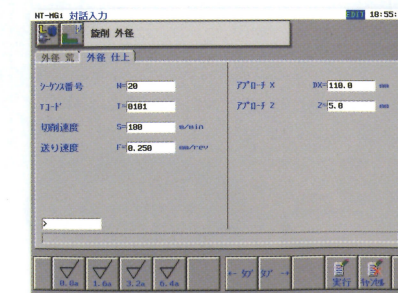 NT-MGi 対話入力
EDIT 18:55:
旋削 外径
外径 荒 外径 仕上
シーケンス番号 N=20
Tコード T=0101
切削速度 S=180 m/min
送り速度 F=0.250 mm/rev
アプローチ X DX=110.0 mm
アプローチ Z Z=5.0 mm
>
0.8a 1.6a 3.2a 6.4a ← タブ タブ → 実行 キャンセル